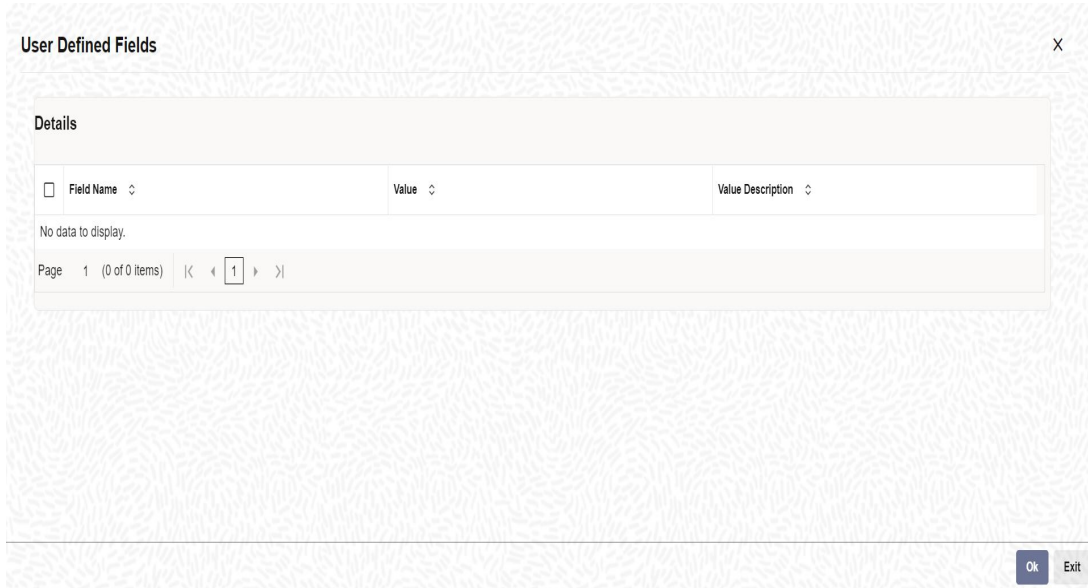 User Defined Fields X
Details
Field Name Value Value Description
No data to display.
Page 1 (0 of 0 items) 1
Ok Exit